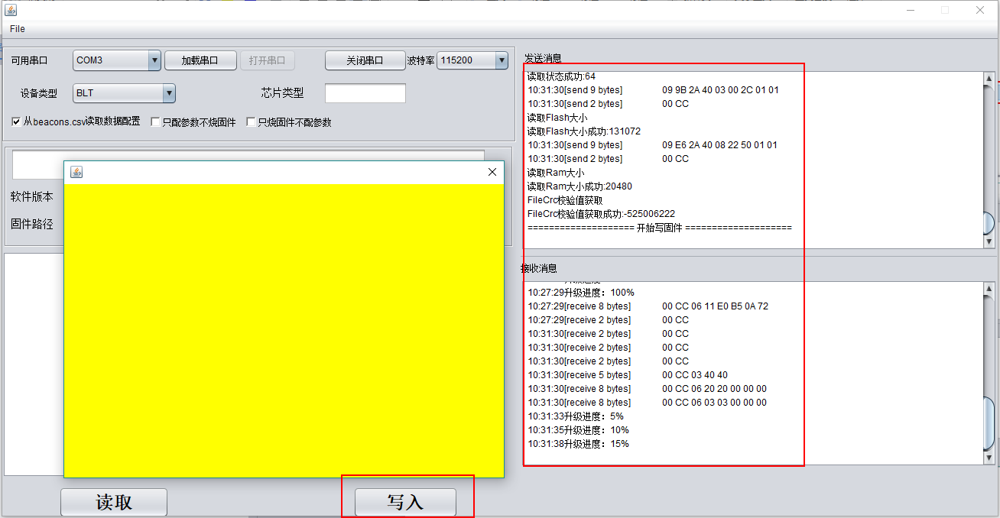 File
可用串口 COM3 加载串口 打开串口 关闭串口 波特率 115200
设备类型 BLT 芯片类型
从beacons.csv读取数据配置 只配参数不烧固件 只烧固件不配参数
软件版本
固件路径
读取 写入
发送消息
读取状态成功:64
10:31:30[send 9 bytes] 09 9B 2A 40 03 00 2C 01 01
10:31:30[send 2 bytes] 00 CC
读取Flash大小
读取Flash大小成功:131072
10:31:30[send 9 bytes] 09 E6 2A 40 08 22 50 01 01
10:31:30[send 2 bytes] 00 CC
读取Ram大小
读取Ram大小成功:20480
FileCrc校验值获取
FileCrc校验值获取成功:-525006222
==================== 开始写固件 ====================
接收消息
10:27:29升级进度：100%
10:27:29[receive 8 bytes] 00 CC 06 11 E0 B5 0A 72
10:27:29[receive 2 bytes] 00 CC
10:31:30[receive 2 bytes] 00 CC
10:31:30[receive 2 bytes] 00 CC
10:31:30[receive 2 bytes] 00 CC
10:31:30[receive 5 bytes] 00 CC 03 40 40
10:31:30[receive 8 bytes] 00 CC 06 20 20 00 00 00
10:31:30[receive 8 bytes] 00 CC 06 03 03 00 00 00
10:31:33升级进度：5%
10:31:35升级进度：10%
10:31:38升级进度：15%